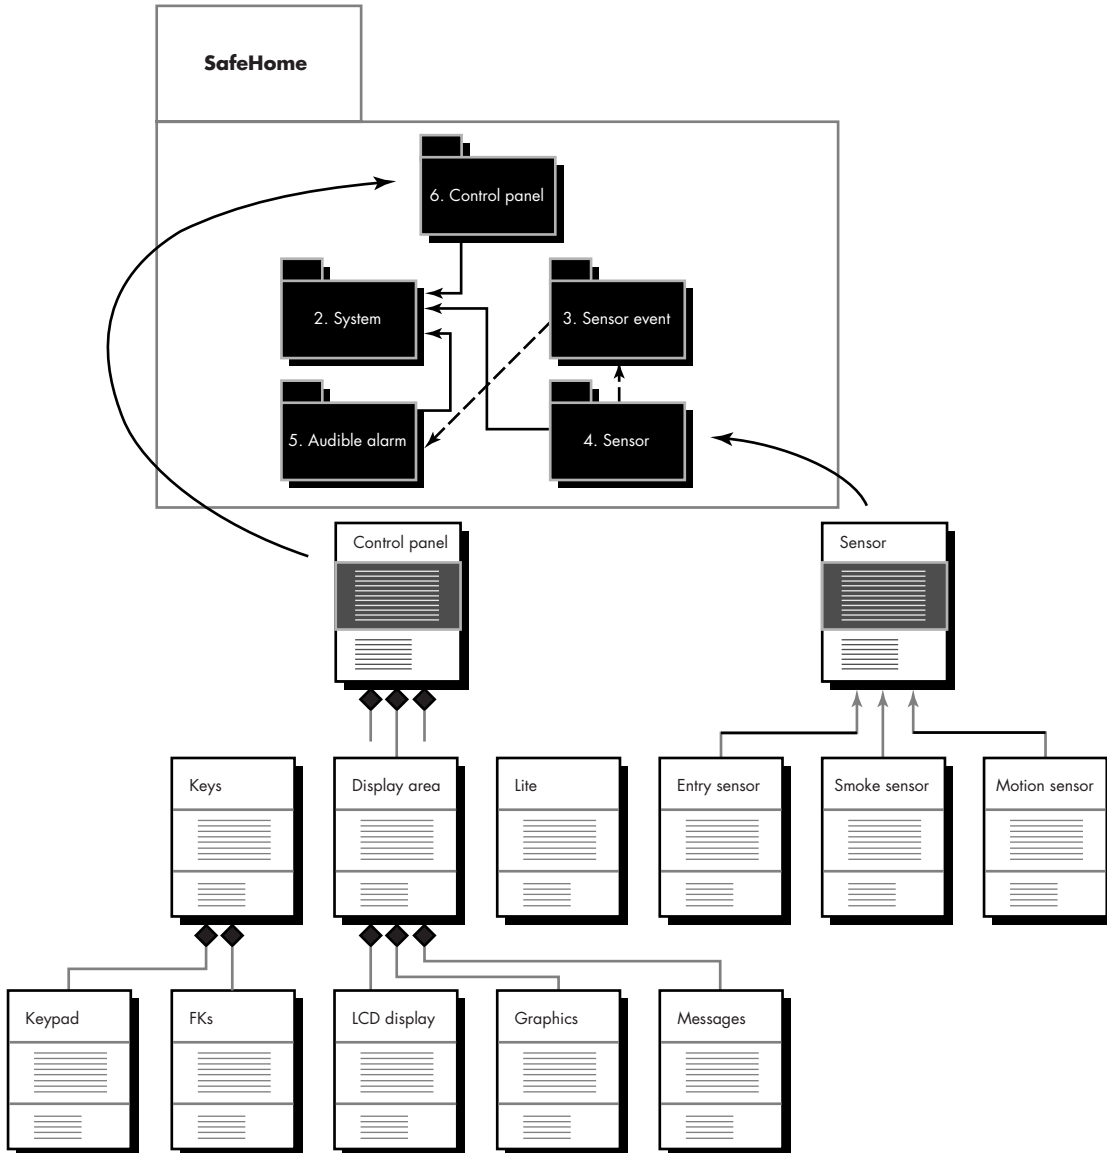 SafeHome
6. Control panel
2. System
3. Sensor event
5. Audible alarm
4. Sensor
Control panel
Sensor
Keys
Display area
Lite
Entry sensor
Smoke sensor
Motion sensor
Keypad
FKs
LCD display
Graphics
Messages